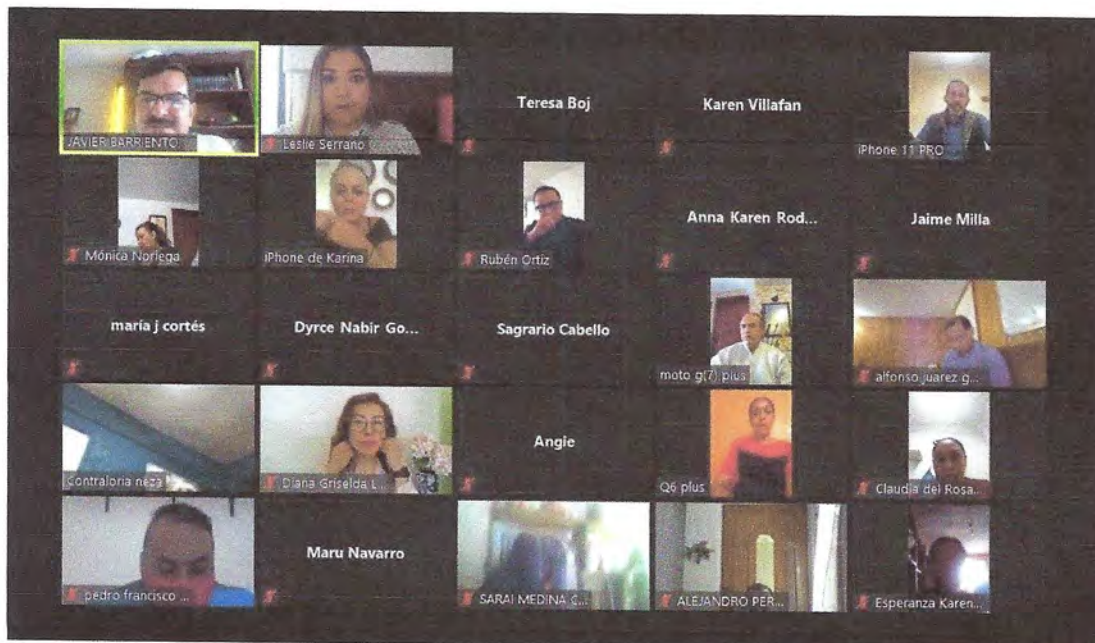 JAVIER BARRIENTO
Leslie Serrano
Teresa Boj
Karen Villafan
iPhone 11 PRO
Mónica Noriega
iPhone de Karina
Rubén Ortiz
Anna Karen Rod...
Jaime Milla
maría j cortés
Dyrce Nabir Go...
Sagrario Cabello
moto g(7) plus
alfonso juarez g...
Contraloria neza
Diana Griselda L...
Angie
Q6 plus
Claudia del Rosa...
pedro francisco ...
Maru Navarro
SARAI MEDINA C...
ALEJANDRO PER...
Esperanza Karen...